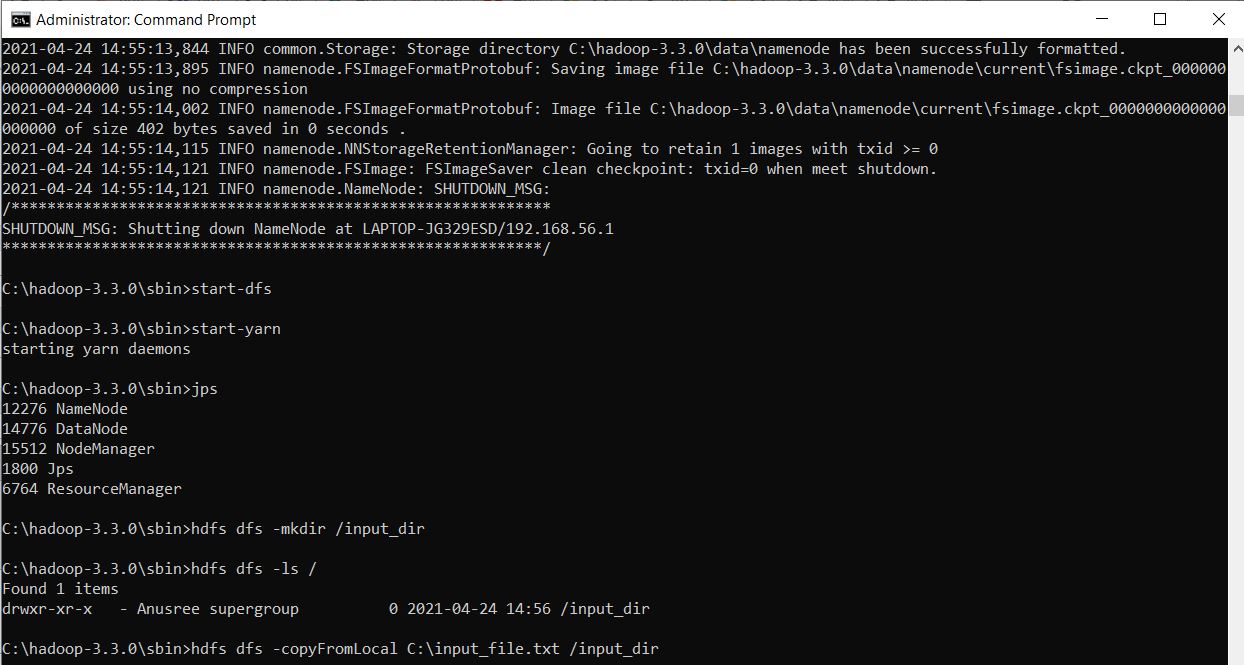 Administrator: Command Prompt
2021-04-24 14:55:13,844 INFO common.Storage: Storage directory C:\hadoop-3.3.0\data\namenode has been successfully formatted.
2021-04-24 14:55:13,895 INFO namenode.FSImageFormatProtobuf: Saving image file C:\hadoop-3.3.0\data\namenode\current\fsimage.ckpt_000000
0000000000000 using no compression
2021-04-24 14:55:14,002 INFO namenode.FSImageFormatProtobuf: Image file C:\hadoop-3.3.0\data\namenode\current\fsimage.ckpt_0000000000000
000000 of size 402 bytes saved in 0 seconds .
2021-04-24 14:55:14,115 INFO namenode.NNStorageRetentionManager: Going to retain 1 images with txid >= 0
2021-04-24 14:55:14,121 INFO namenode.FSImage: FSImageSaver clean checkpoint: txid=0 when meet shutdown.
2021-04-24 14:55:14,121 INFO namenode.NameNode: SHUTDOWN_MSG:
/************************************************************
SHUTDOWN_MSG: Shutting down NameNode at LAPTOP-JG329ESD/192.168.56.1
************************************************************/
C:\hadoop-3.3.0\sbin>start-dfs
C:\hadoop-3.3.0\sbin>start-yarn
starting yarn daemons
C:\hadoop-3.3.0\sbin>jps
12276 NameNode
14776 DataNode
15512 NodeManager
1800 Jps
6764 ResourceManager
C:\hadoop-3.3.0\sbin>hdfs dfs -mkdir /input_dir
C:\hadoop-3.3.0\sbin>hdfs dfs -ls /
Found 1 items
drwxr-xr-x   - Anusree supergroup          0 2021-04-24 14:56 /input_dir
C:\hadoop-3.3.0\sbin>hdfs dfs -copyFromLocal C:\input_file.txt /input_dir